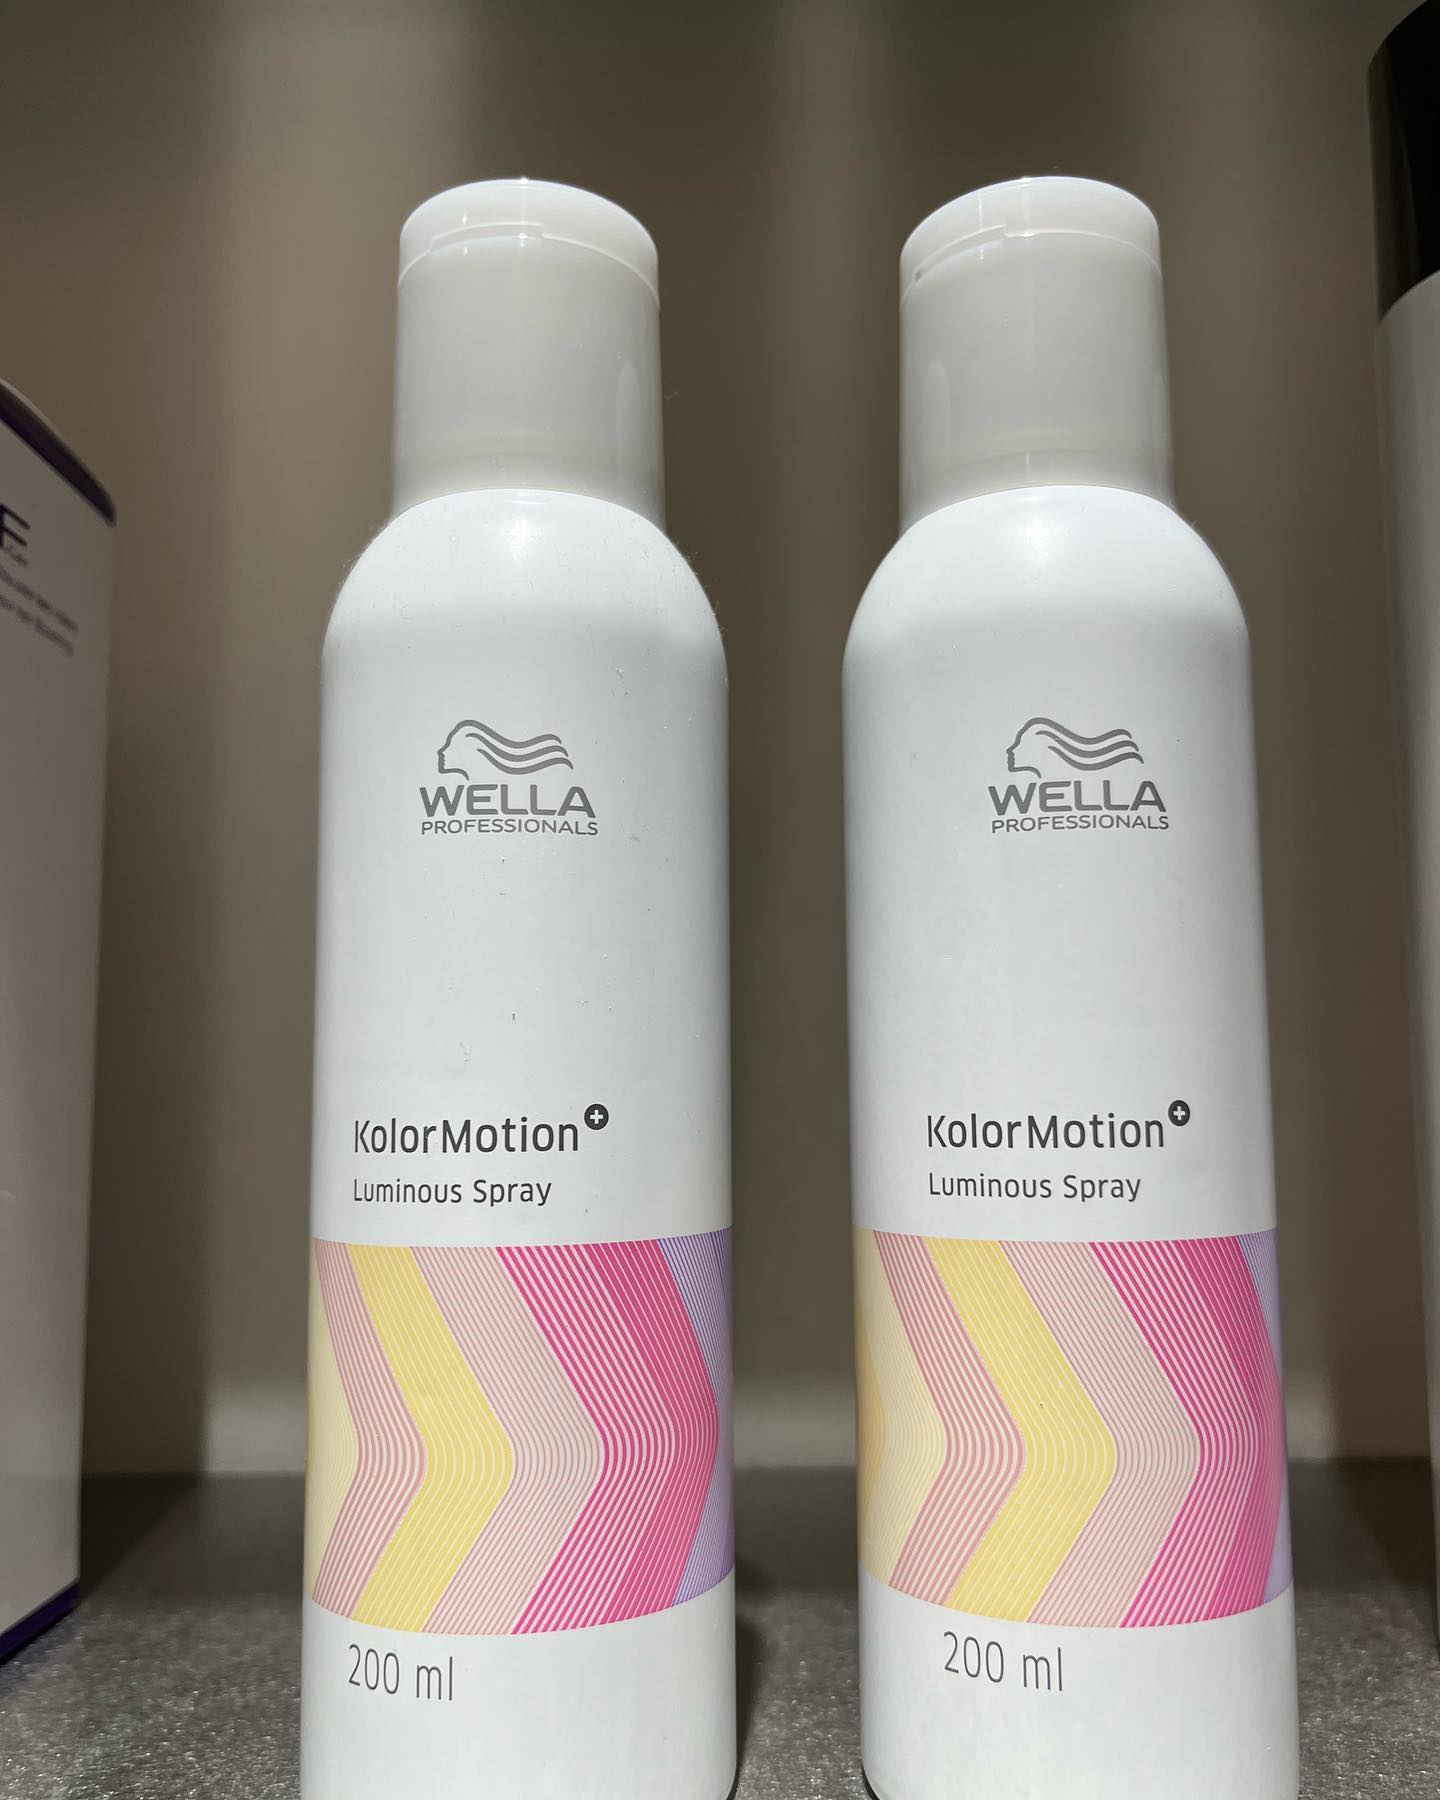 WELLA
PROFESSIONALS
KolorMotion+
Luminous Spray
200 ml
WELLA
PROFESSIONALS
KolorMotion+
Luminous Spray
200 ml